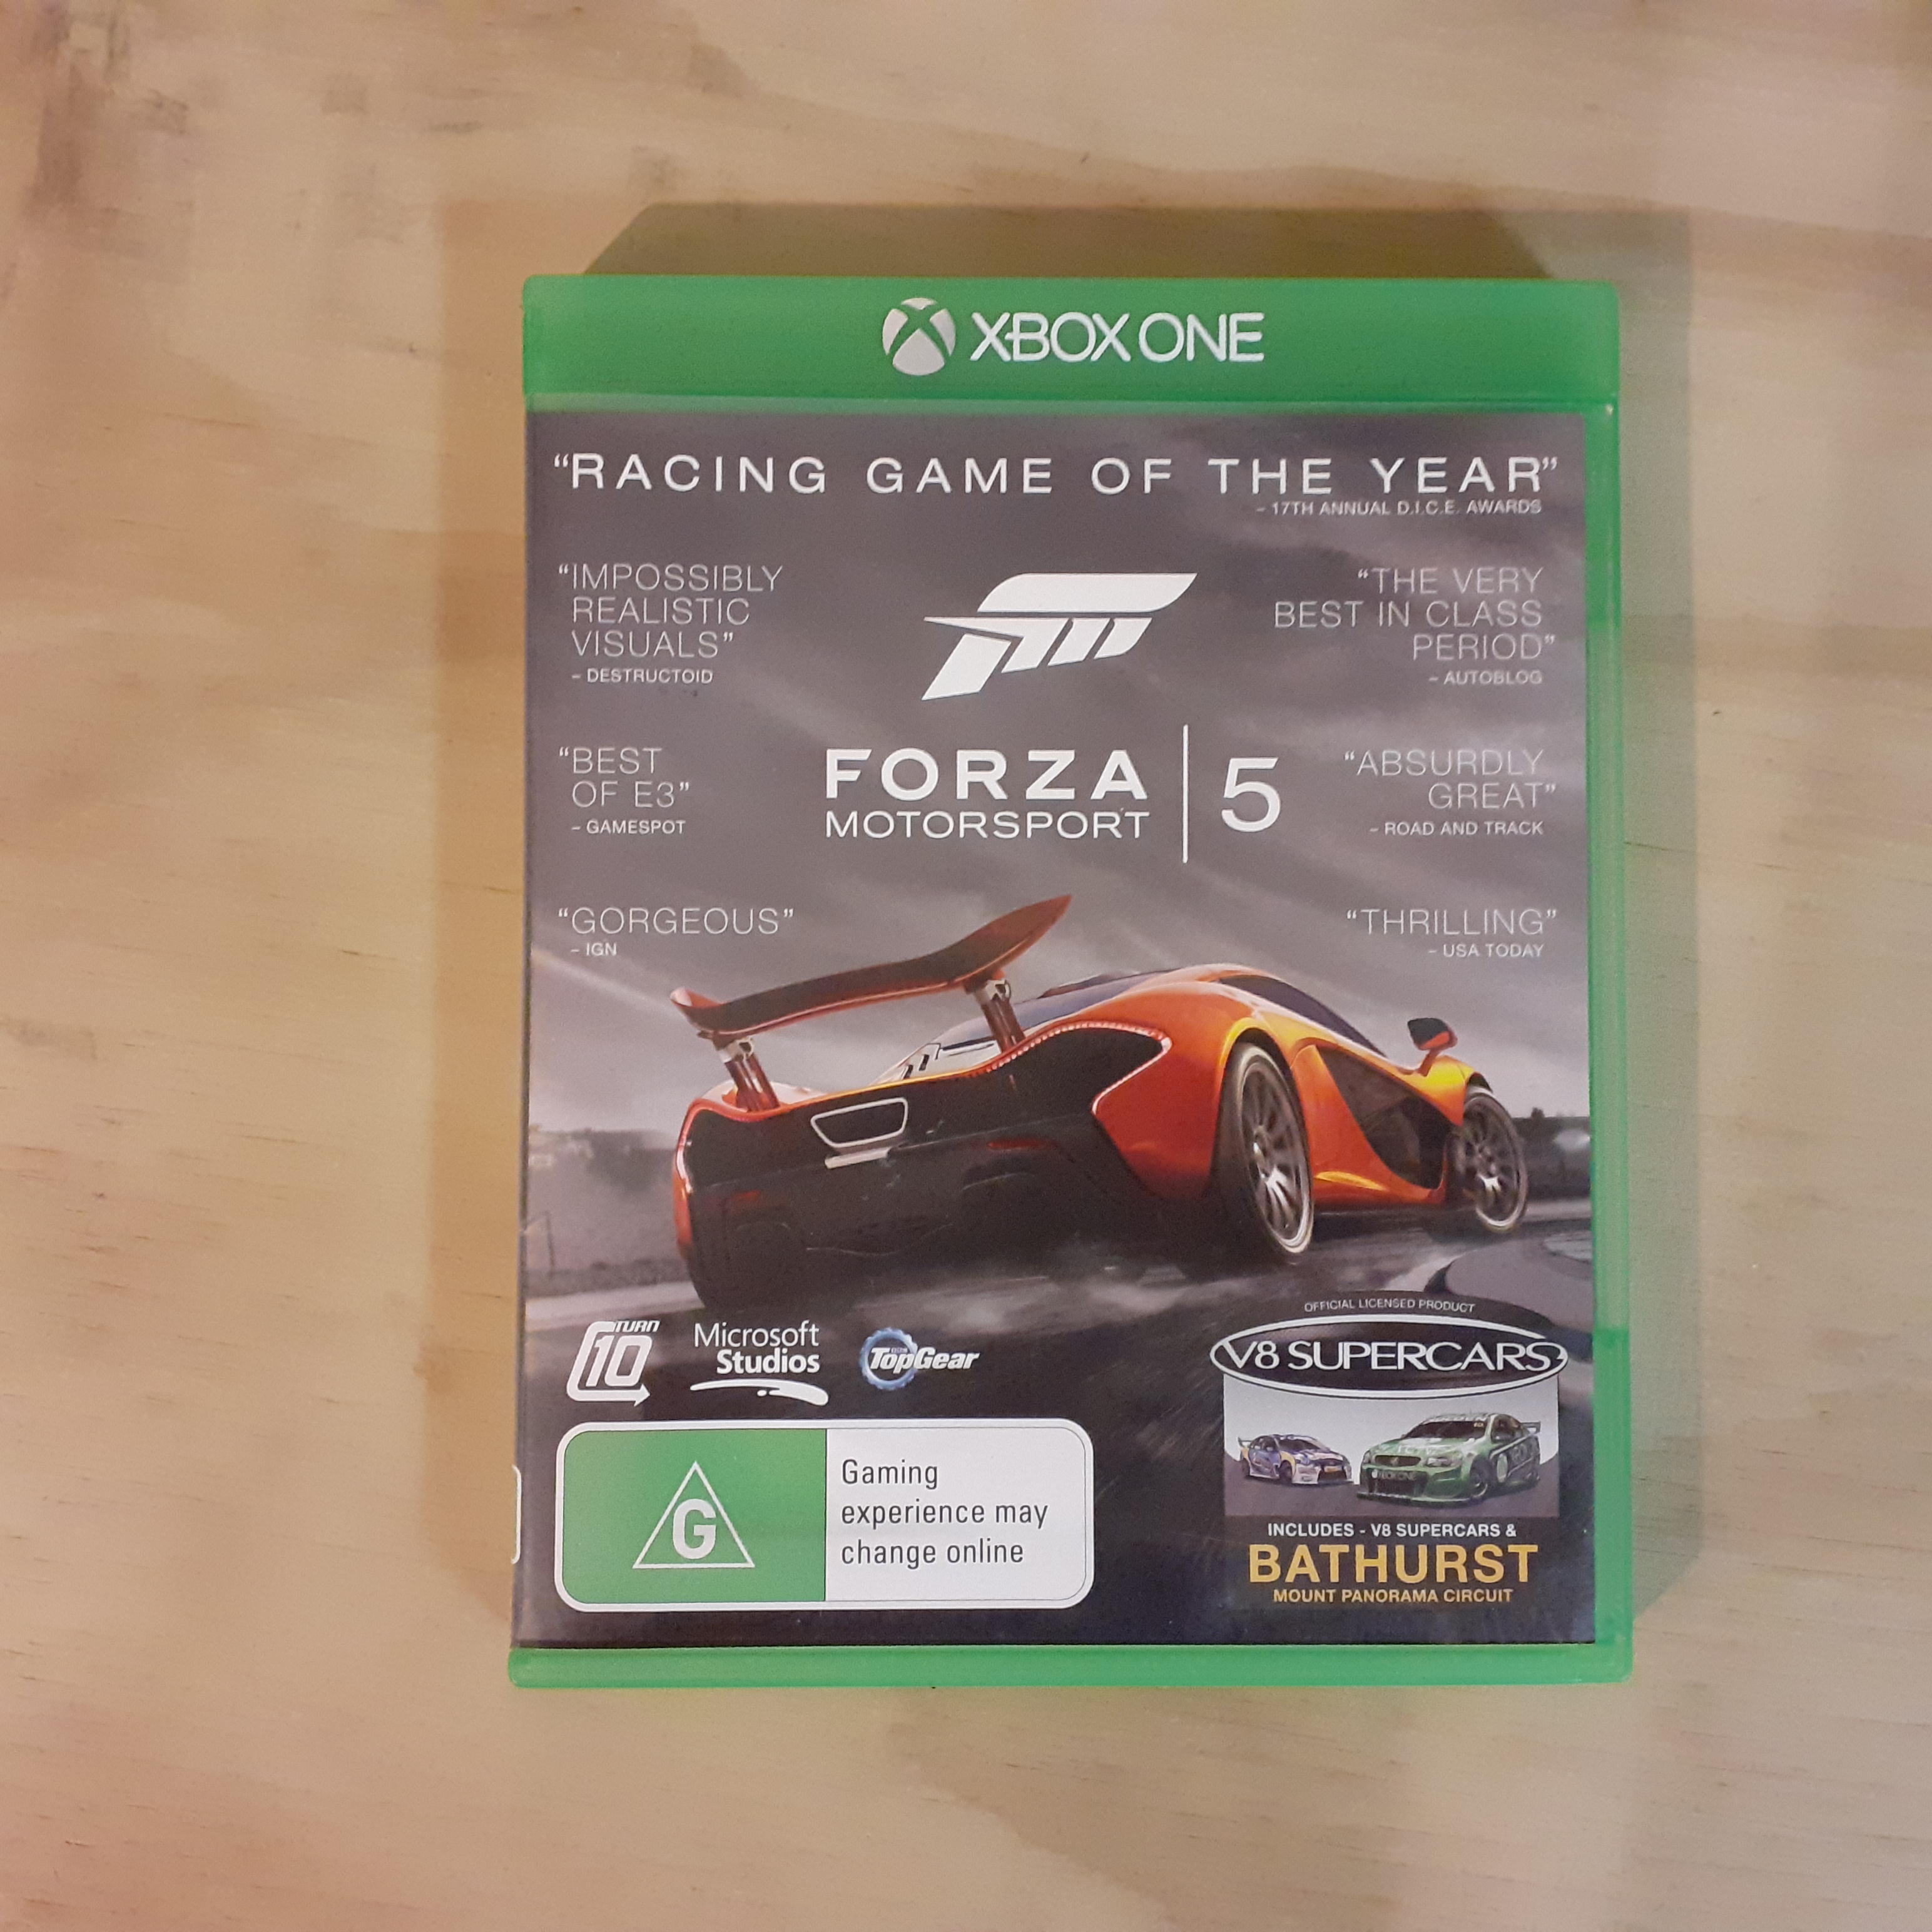 XBOX ONE
“RACING GAME OF THE YEAR”
– 17TH ANNUAL D.I.C.E. AWARDS
“IMPOSSIBLY
REALISTIC
VISUALS”
– DESTRUCTOID
“THE VERY
BEST IN CLASS
PERIOD”
– AUTOBLOG
“BEST
OF E3”
– GAMESPOT
FORZA
MOTORSPORT
5
“ABSURDLY
GREAT”
– ROAD AND TRACK
“GORGEOUS”
– IGN
“THRILLING”
– USA TODAY
TURN
10
Microsoft
Studios
TopGear
OFFICIAL LICENSED PRODUCT
V8 SUPERCARS
G
Gaming
experience may
change online
INCLUDES - V8 SUPERCARS &
BATHURST
MOUNT PANORAMA CIRCUIT